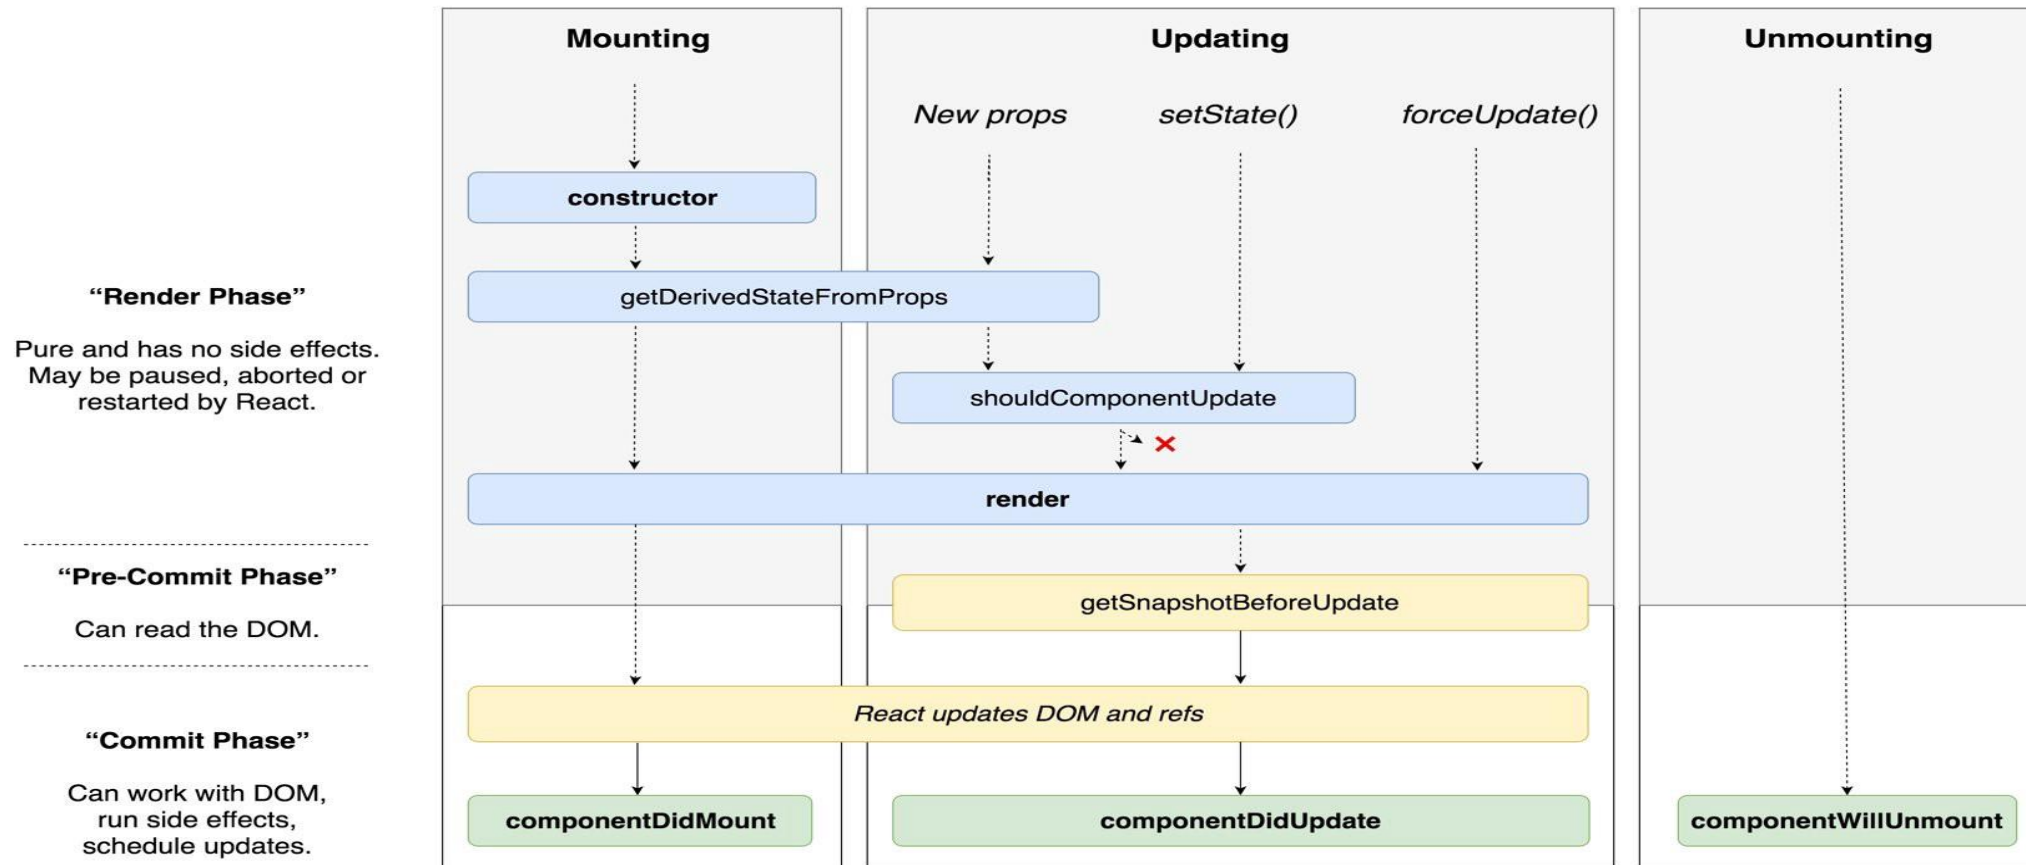 Mounting
Updating
Unmounting
New props
setState()
forceUpdate()
constructor
“Render Phase”
getDerivedStateFromProps
Pure and has no side effects.
May be paused, aborted or
restarted by React.
shouldComponentUpdate
render
“Pre-Commit Phase”
getSnapshotBeforeUpdate
Can read the DOM.
React updates DOM and refs
“Commit Phase”
Can work with DOM,
run side effects,
schedule updates.
componentDidMount
componentDidUpdate
componentWillUnmount